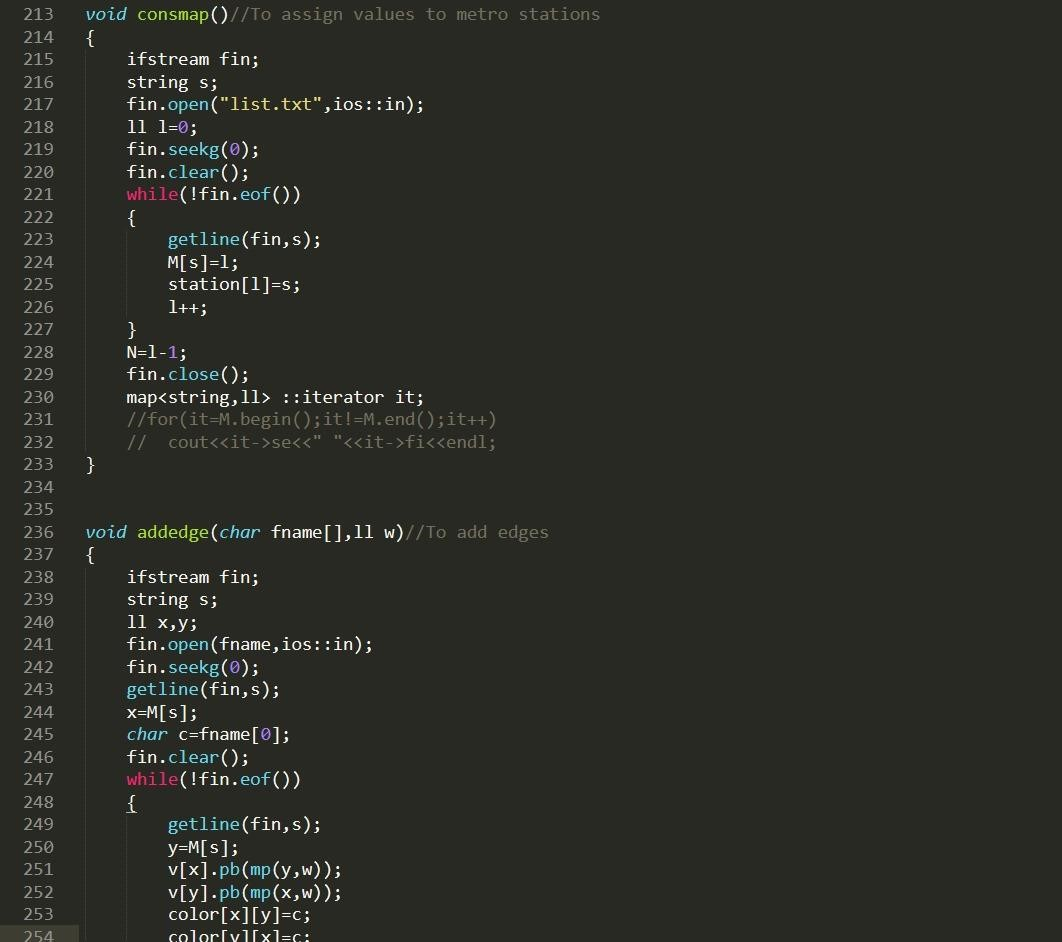 213 void consmap()//To assign values to metro stations
214 {
215     ifstream fin;
216     string s;
217     fin.open("list.txt",ios::in);
218     ll l=0;
219     fin.seekg(0);
220     fin.clear();
221     while(!fin.eof())
222     {
223         getline(fin,s);
224         M[s]=l;
225         station[l]=s;
226         l++;
227     }
228     N=l-1;
229     fin.close();
230     map<string,ll> ::iterator it;
231     //for(it=M.begin();it!=M.end();it++)
232     //  cout<<it->se<<" "<<it->fi<<endl;
233 }
234
235
236 void addedge(char fname[],ll w)//To add edges
237 {
238     ifstream fin;
239     string s;
240     ll x,y;
241     fin.open(fname,ios::in);
242     fin.seekg(0);
243     getline(fin,s);
244     x=M[s];
245     char c=fname[0];
246     fin.clear();
247     while(!fin.eof())
248     {
249         getline(fin,s);
250         y=M[s];
251         v[x].pb(mp(y,w));
252         v[y].pb(mp(x,w));
253         color[x][y]=c;
254         color[y][x]=c;